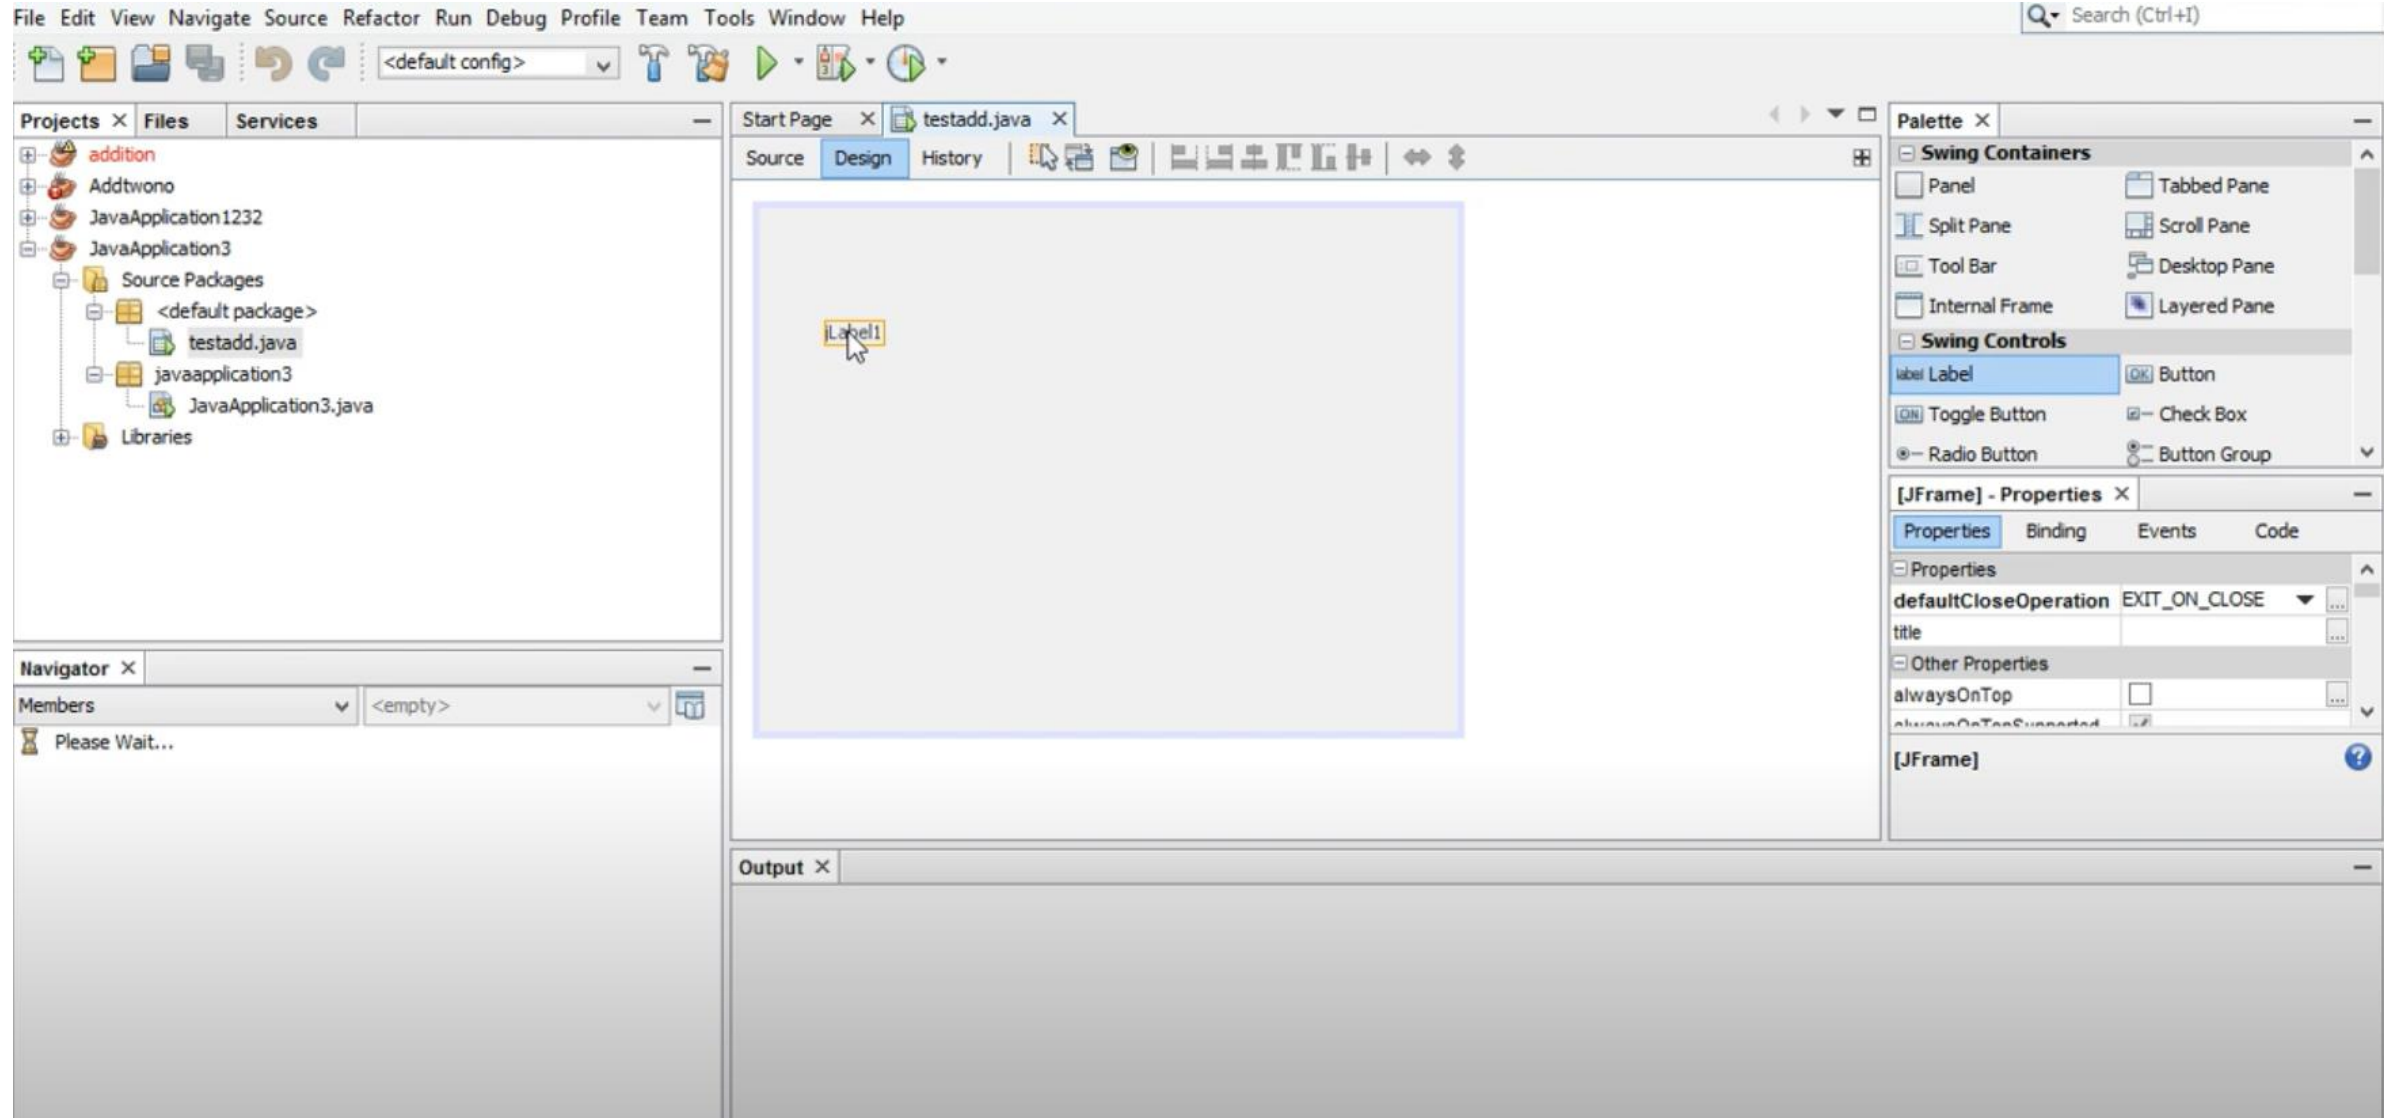 File Edit View Navigate Source Refactor Run Debug Profile Team Tools Window Help
Search (Ctrl+I)
<default config>
Projects Files Services
addition
Addtwono
JavaApplication1232
JavaApplication3
Source Packages
<default package>
testadd.java
javaapplication3
JavaApplication3.java
Libraries
Navigator
Members <empty>
Please Wait...
Start Page testadd.java
Source Design History
jLabel1
Output
Palette
Swing Containers
Panel Tabbed Pane
Split Pane Scroll Pane
Tool Bar Desktop Pane
Internal Frame Layered Pane
Swing Controls
label Label OK Button
ON Toggle Button Check Box
Radio Button Button Group
[JFrame] - Properties
Properties Binding Events Code
Properties
defaultCloseOperation EXIT_ON_CLOSE ...
title ...
Other Properties
alwaysOnTop ...
alwaysOnTopSupported
[JFrame]